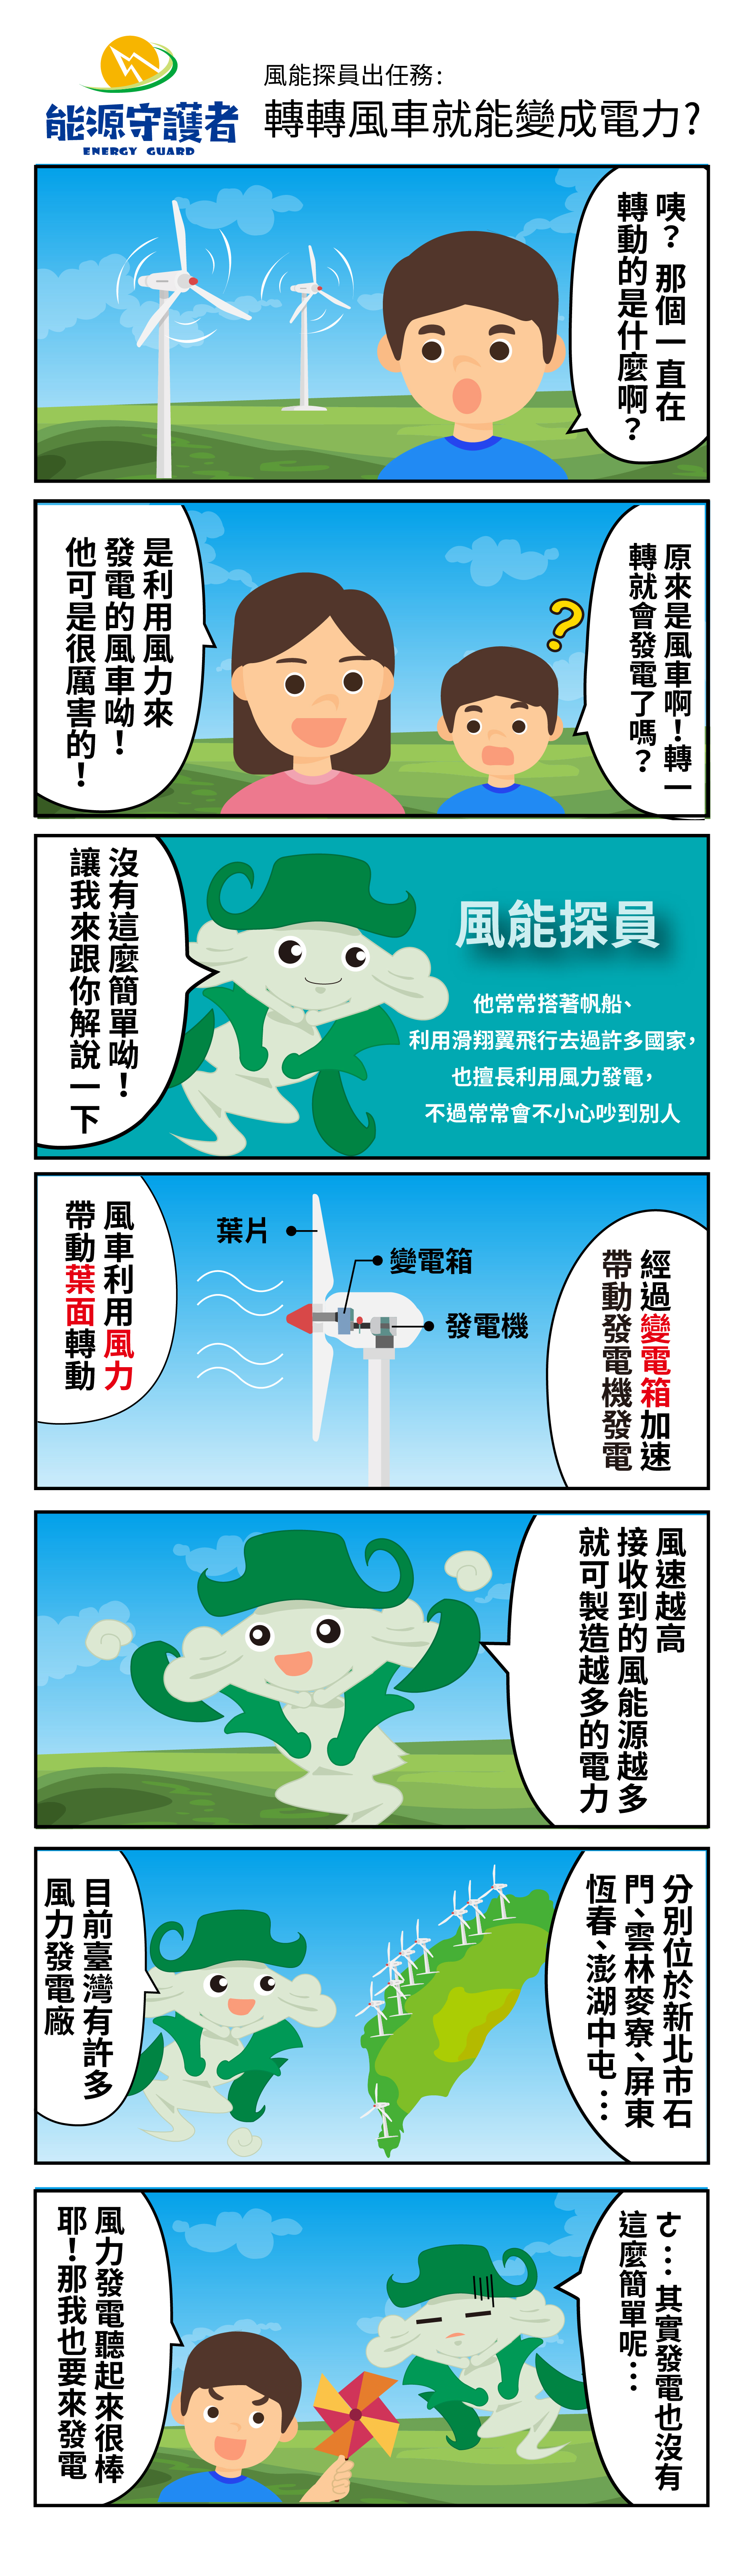 能源守護者
ENERGY GUARD
風能探員出任務：
轉轉風車就能變成電力?
咦？那個一直在
轉動的是什麼啊？
原來是風車啊！轉一
轉就會發電了嗎？
是利用風力來
發電的風車呦！
他可是很厲害的！
沒有這麼簡單呦！
讓我來跟你解說一下
風能探員
他常常搭著帆船、
利用滑翔翼飛行去過許多國家，
也擅長利用風力發電，
不過常常會不小心吵到別人
風車利用風力
帶動葉面轉動
葉片
變電箱
發電機
經過變電箱加速
帶動發電機發電
風速越高
接收到的風能源越多
就可製造越多的電力
目前臺灣有許多
風力發電廠
分別位於新北市石
門、雲林麥寮、屏東
恆春、澎湖中屯…
ㄜ…其實發電也沒有
這麼簡單呢…
風力發電聽起來很棒
耶！那我也要來發電